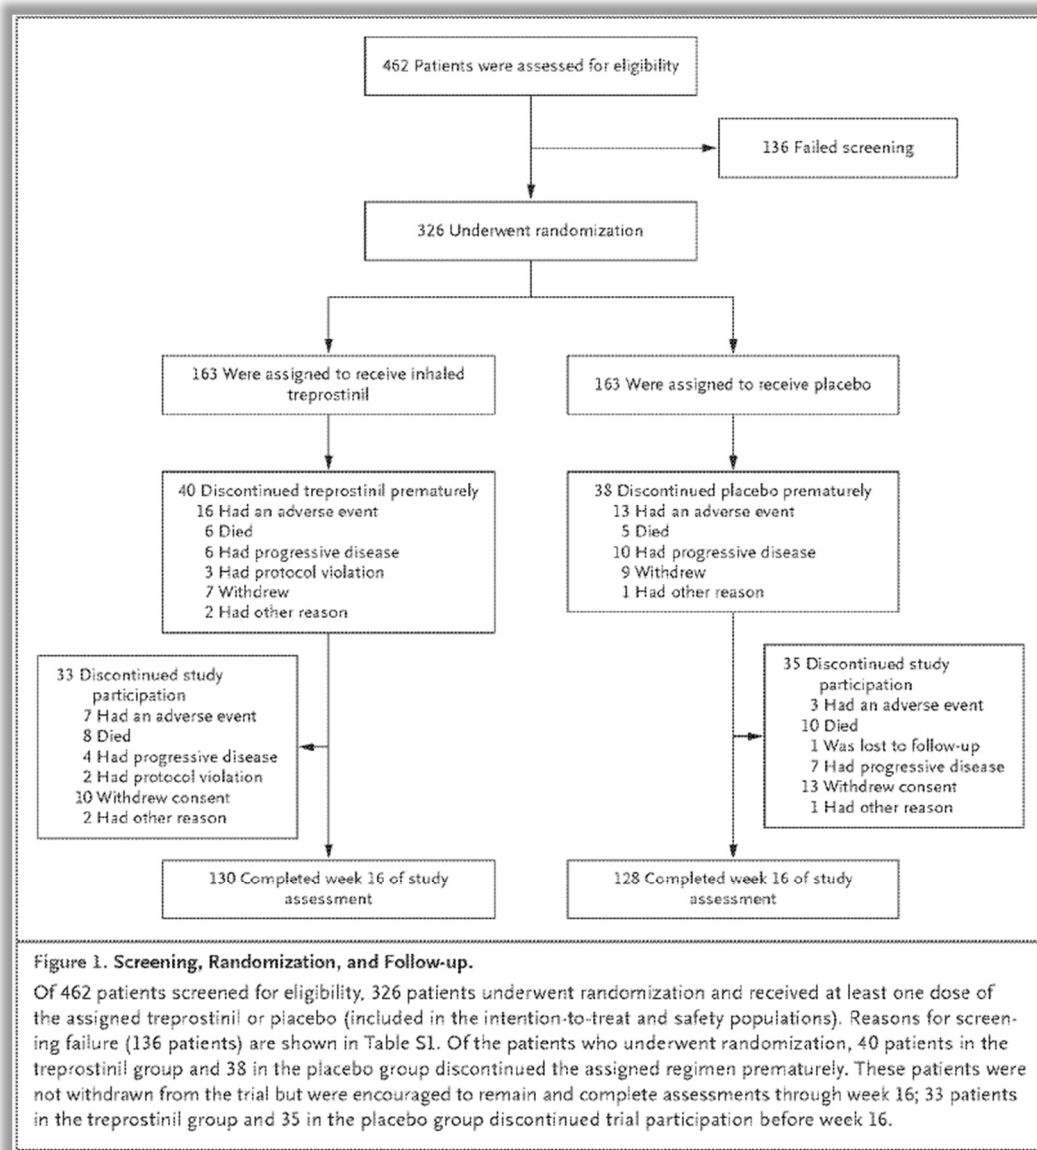 462 Patients were assessed for eligibility
136 Failed screening
326 Underwent randomization
163 Were assigned to receive inhaled
treprostinil
163 Were assigned to receive placebo
40 Discontinued treprostinil prematurely
16 Had an adverse event
6 Died
6 Had progressive disease
3 Had protocol violation
7 Withdrew
2 Had other reason
38 Discontinued placebo prematurely
13 Had an adverse event
5 Died
10 Had progressive disease
9 Withdrew
1 Had other reason
33 Discontinued study
participation
7 Had an adverse event
8 Died
4 Had progressive disease
2 Had protocol violation
10 Withdrew consent
2 Had other reason
35 Discontinued study
participation
3 Had an adverse event
10 Died
1 Was lost to follow-up
7 Had progressive disease
13 Withdrew consent
1 Had other reason
130 Completed week 16 of study
assessment
128 Completed week 16 of study
assessment
Figure 1. Screening, Randomization, and Follow-up.
Of 462 patients screened for eligibility, 326 patients underwent randomization and received at least one dose of
the assigned treprostinil or placebo (included in the intention-to-treat and safety populations). Reasons for screen-
ing failure (136 patients) are shown in Table S1. Of the patients who underwent randomization, 40 patients in the
treprostinil group and 38 in the placebo group discontinued the assigned regimen prematurely. These patients were
not withdrawn from the trial but were encouraged to remain and complete assessments through week 16; 33 patients
in the treprostinil group and 35 in the placebo group discontinued trial participation before week 16.